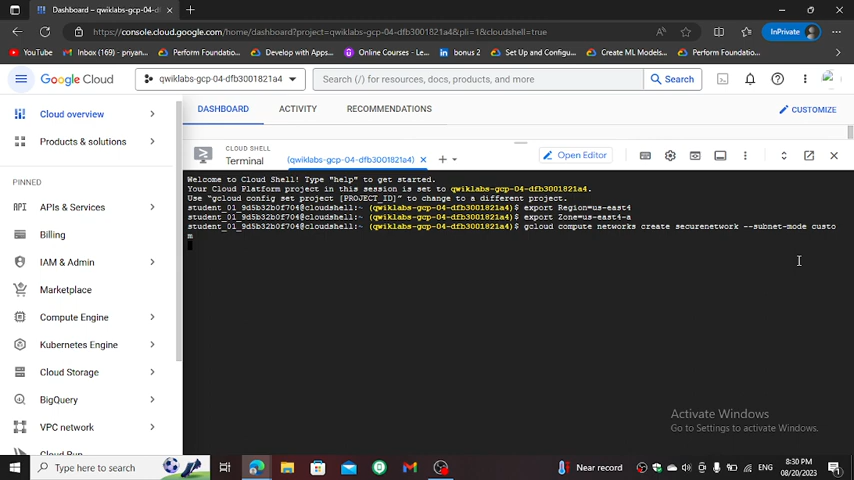 Cloud overview - Dashboard - qwiklabs-gcp-04-df
https://console.cloud.google.com/home/dashboard?project=qwiklabs-gcp-04-dfb3001821a4&pli=1&cloudshell=true
InPrivate
YouTube
Inbox (169) - priyan...
Perform Foundatio...
Develop with Apps...
Online Courses - Le...
bonus 2
Set Up and Configu...
Create ML Models...
Perform Foundatio...
Google Cloud
qwiklabs-gcp-04-dfb3001821a4
Search (/) for resources, docs, products, and more
Search
Cloud overview
Products & solutions
PINNED
API APIs & Services
Billing
IAM & Admin
Marketplace
Compute Engine
Kubernetes Engine
Cloud Storage
BigQuery
VPC network
Cloud Run
DASHBOARD
ACTIVITY
RECOMMENDATIONS
CUSTOMIZE
CLOUD SHELL
Terminal
(qwiklabs-gcp-04-dfb3001821a4)
Open Editor
Welcome to Cloud Shell! Type "help" to get started.
Your Cloud Platform project in this session is set to qwiklabs-gcp-04-dfb3001821a4.
Use "gcloud config set project [PROJECT_ID]" to change to a different project.
student_01_9d5b32b0f704@cloudshell:~ (qwiklabs-gcp-04-dfb3001821a4)$ export Region=us-east4
student_01_9d5b32b0f704@cloudshell:~ (qwiklabs-gcp-04-dfb3001821a4)$ export Zone=us-east4-a
student_01_9d5b32b0f704@cloudshell:~ (qwiklabs-gcp-04-dfb3001821a4)$ gcloud compute networks create securenetwork --subnet-mode custo
m
Activate Windows
Go to Settings to activate Windows.
Type here to search
Near record
ENG
8:30 PM
08/20/2023